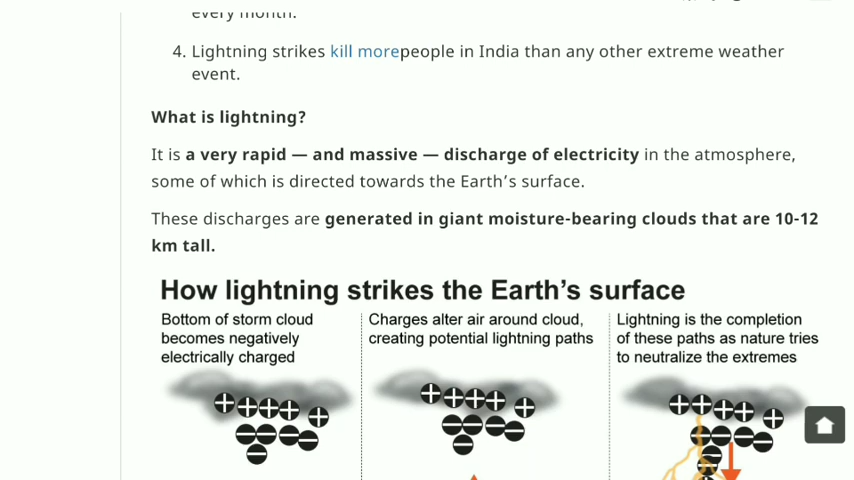 every month.
4. Lightning strikes kill morepeople in India than any other extreme weather
event.
What is lightning?
It is a very rapid — and massive — discharge of electricity in the atmosphere,
some of which is directed towards the Earth’s surface.
These discharges are generated in giant moisture-bearing clouds that are 10-12
km tall.
How lightning strikes the Earth’s surface
Bottom of storm cloud
becomes negatively
electrically charged
Charges alter air around cloud,
creating potential lightning paths
Lightning is the completion
of these paths as nature tries
to neutralize the extremes